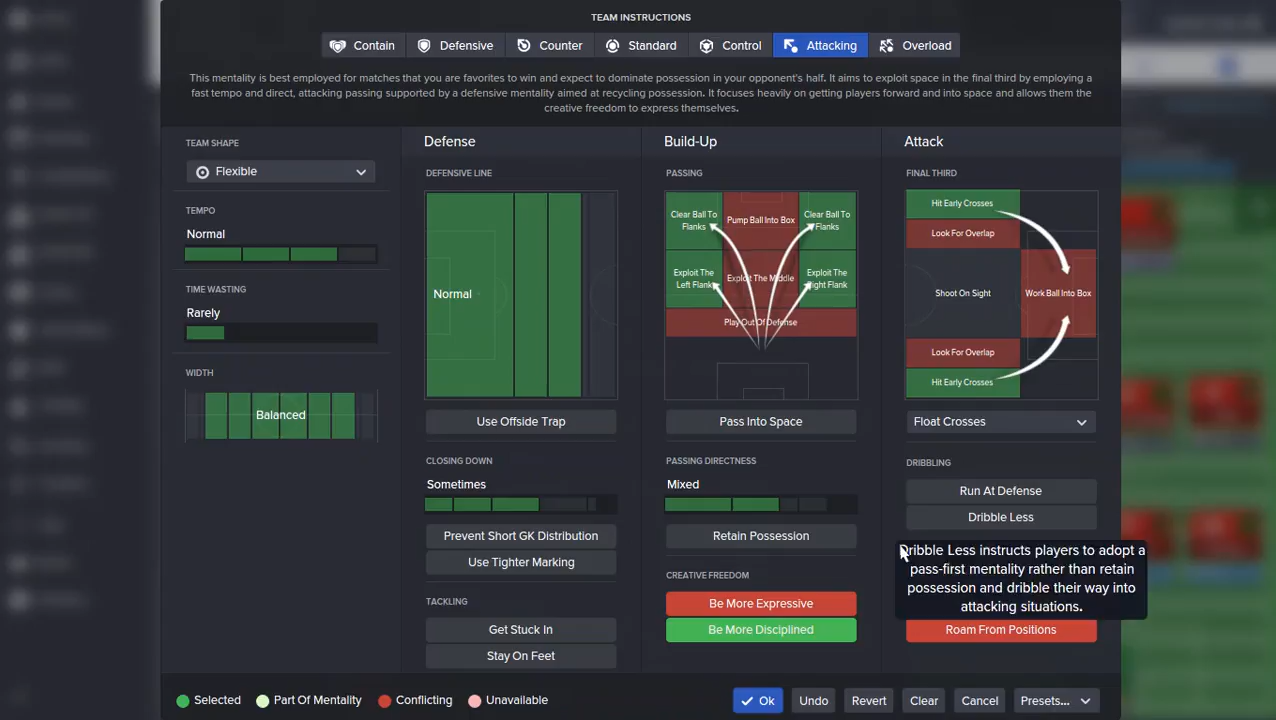 TEAM INSTRUCTIONS
Contain
Defensive
Counter
Standard
Control
Attacking
Overload
This mentality is best employed for matches that you are favorites to win and expect to dominate possession in your opponent's half. It aims to exploit space in the final third by employing a
fast tempo and direct, attacking passing supported by a defensive mentality aimed at recycling possession. It focuses heavily on getting players forward and into space and allows them the
creative freedom to express themselves.
TEAM SHAPE
Flexible
TEMPO
Normal
TIME WASTING
Rarely
WIDTH
Balanced
Defense
DEFENSIVE LINE
Normal
Use Offside Trap
CLOSING DOWN
Sometimes
Prevent Short GK Distribution
Use Tighter Marking
TACKLING
Get Stuck In
Stay On Feet
Build-Up
PASSING
Clear Ball To
Flanks
Pump Ball Into Box
Clear Ball To
Flanks
Exploit The
Left Flank
Exploit The Middle
Exploit The
Right Flank
Play Out Of Defense
Pass Into Space
PASSING DIRECTNESS
Mixed
Retain Possession
CREATIVE FREEDOM
Be More Expressive
Be More Disciplined
Attack
FINAL THIRD
Hit Early Crosses
Look For Overlap
Shoot On Sight
Work Ball Into Box
Look For Overlap
Hit Early Crosses
Float Crosses
DRIBBLING
Run At Defense
Dribble Less
Dribble Less instructs players to adopt a
pass-first mentality rather than retain
possession and dribble their way into
attacking situations.
Roam From Positions
Selected
Part Of Mentality
Conflicting
Unavailable
Ok
Undo
Revert
Clear
Cancel
Presets...